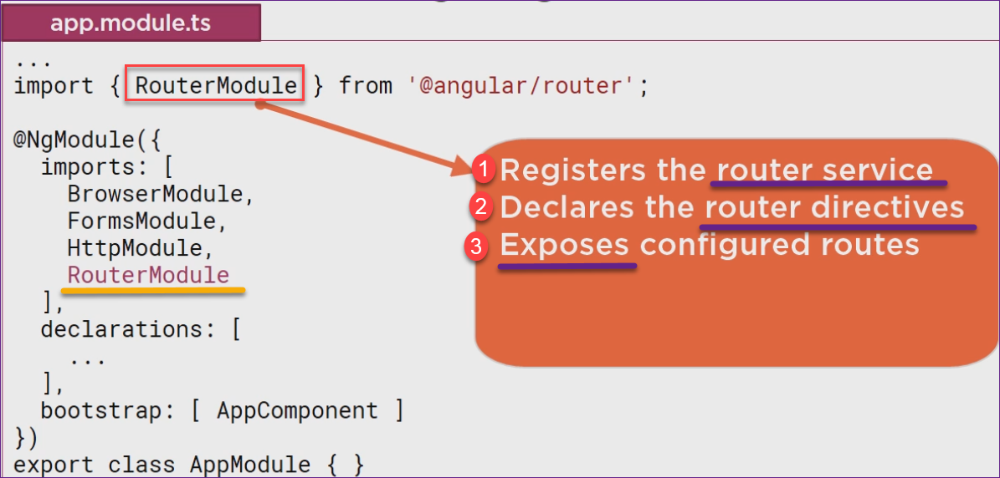 app.module.ts
...
import { RouterModule } from '@angular/router';
@NgModule({
imports: [
BrowserModule,
FormsModule,
HttpModule,
RouterModule
],
declarations: [
...
],
bootstrap: [ AppComponent ]
})
export class AppModule { }
1 Registers the router service
2 Declares the router directives
3 Exposes configured routes